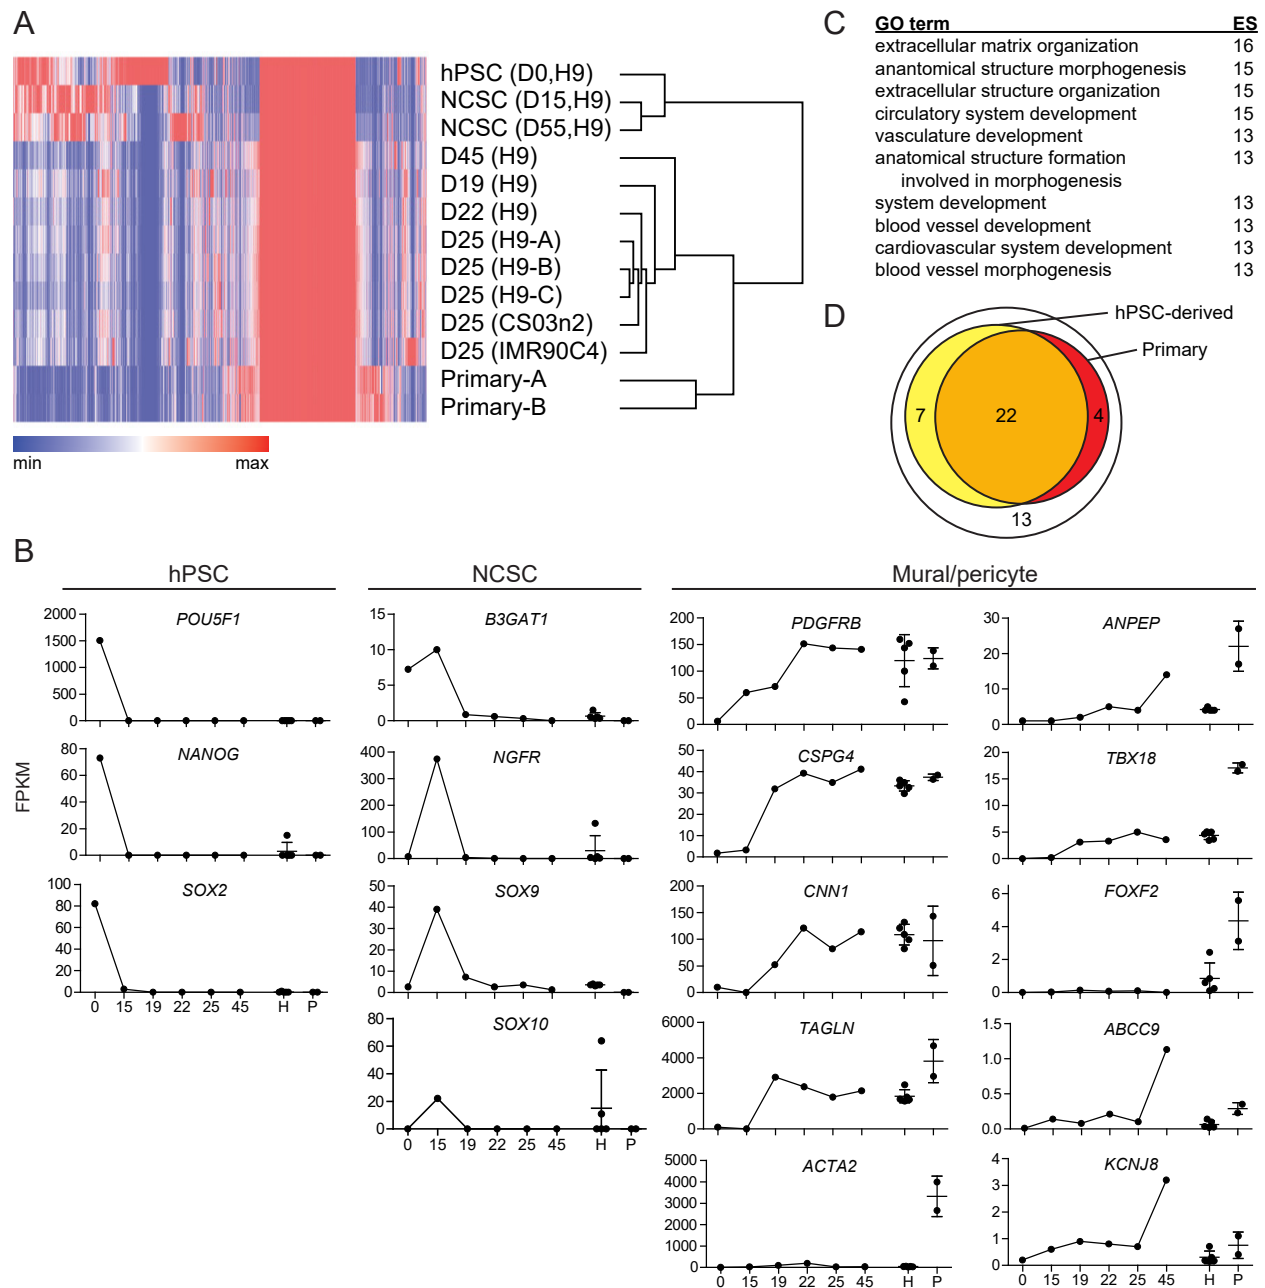 A
hPSC (D0,H9)
NCSC (D15,H9)
NCSC (D55,H9)
D45 (H9)
D19 (H9)
D22 (H9)
D25 (H9-A)
D25 (H9-B)
D25 (H9-C)
D25 (CS03n2)
D25 (IMR90C4)
Primary-A
Primary-B
min max
C
GO term ES
extracellular matrix organization 16
anantomical structure morphogenesis 15
extracellular structure organization 15
circulatory system development 15
vasculature development 13
anatomical structure formation 13
involved in morphogenesis
system development 13
blood vessel development 13
cardiovascular system development 13
blood vessel morphogenesis 13
D
hPSC-derived
Primary
7 22 4
13
B
hPSC
NCSC
Mural/pericyte
FPKM
POU5F1
2000
1500
1000
500
0
NANOG
80
60
40
20
0
SOX2
100
80
60
40
20
0
0 15 19 22 25 45 H P
B3GAT1
15
10
5
0
NGFR
400
300
200
100
0
SOX9
50
40
30
20
10
0
SOX10
80
60
40
20
0
0 15 19 22 25 45 H P
PDGFRB
200
150
100
50
0
CSPG4
50
40
30
20
10
0
CNN1
200
150
100
50
0
TAGLN
6000
4000
2000
0
ACTA2
5000
4000
3000
2000
1000
0
0 15 19 22 25 45 H P
ANPEP
30
20
10
0
TBX18
20
15
10
5
0
FOXF2
6
4
2
0
ABCC9
1.5
1.0
0.5
0.0
KCNJ8
4
3
2
1
0
0 15 19 22 25 45 H P